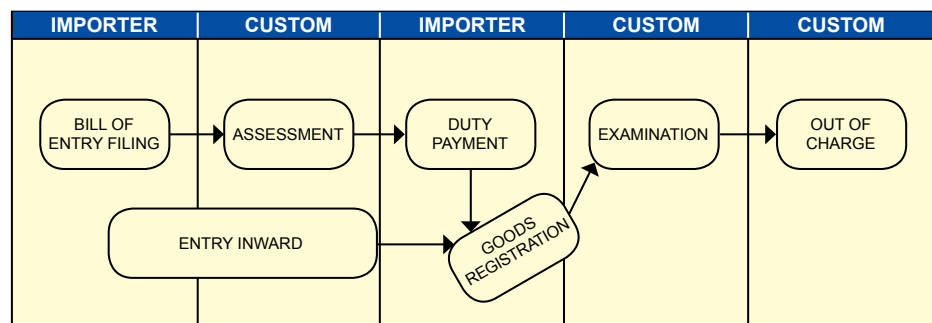 IMPORTER
CUSTOM
IMPORTER
CUSTOM
CUSTOM
BILL OF
ENTRY FILING
ASSESSMENT
DUTY
PAYMENT
EXAMINATION
OUT OF
CHARGE
ENTRY INWARD
GOODS
REGISTRATION